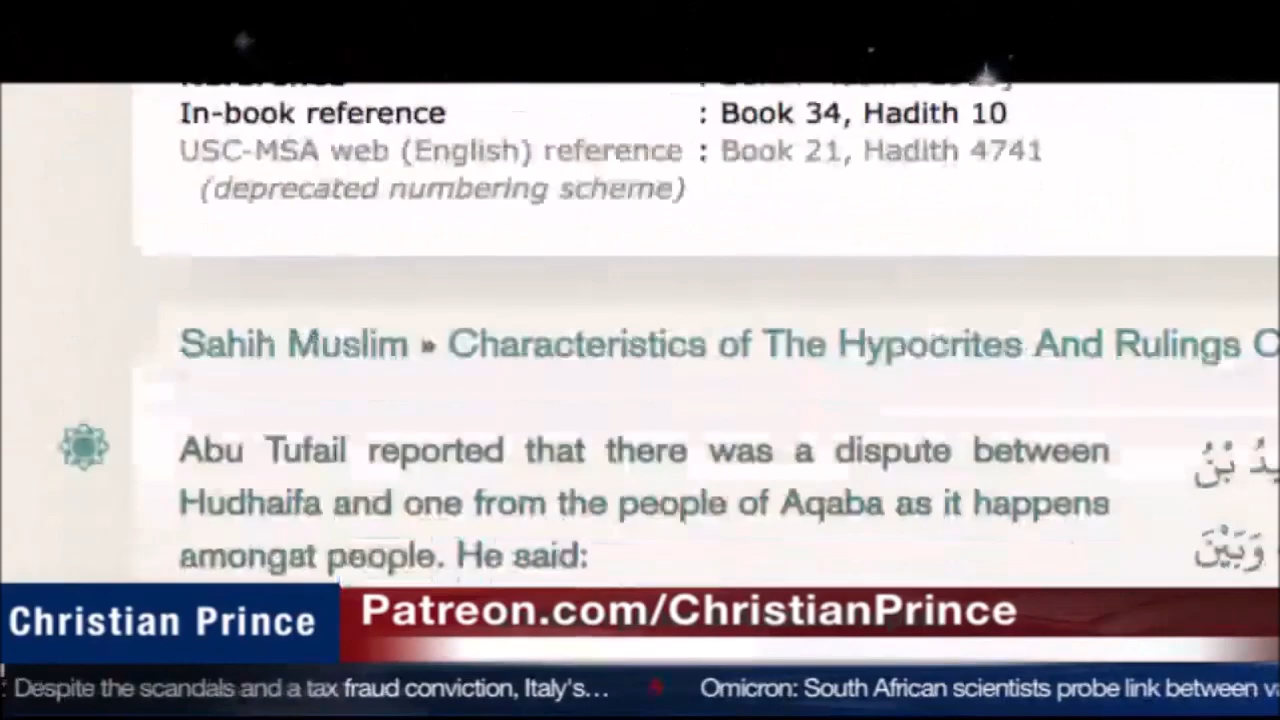 In-book reference : Book 34, Hadith 10
USC-MSA web (English) reference : Book 21, Hadith 4741
(deprecated numbering scheme)
Sahih Muslim » Characteristics of The Hypocrites And Rulings
Abu Tufail reported that there was a dispute between
يدُ بْنُ
Hudhaifa and one from the people of Aqaba as it happens
amongst people. He said:
وَبَيْنَ
Christian Prince
Patreon.com/ChristianPrince
Despite the scandals and a tax fraud conviction, Italy's...
Omicron: South African scientists probe link between